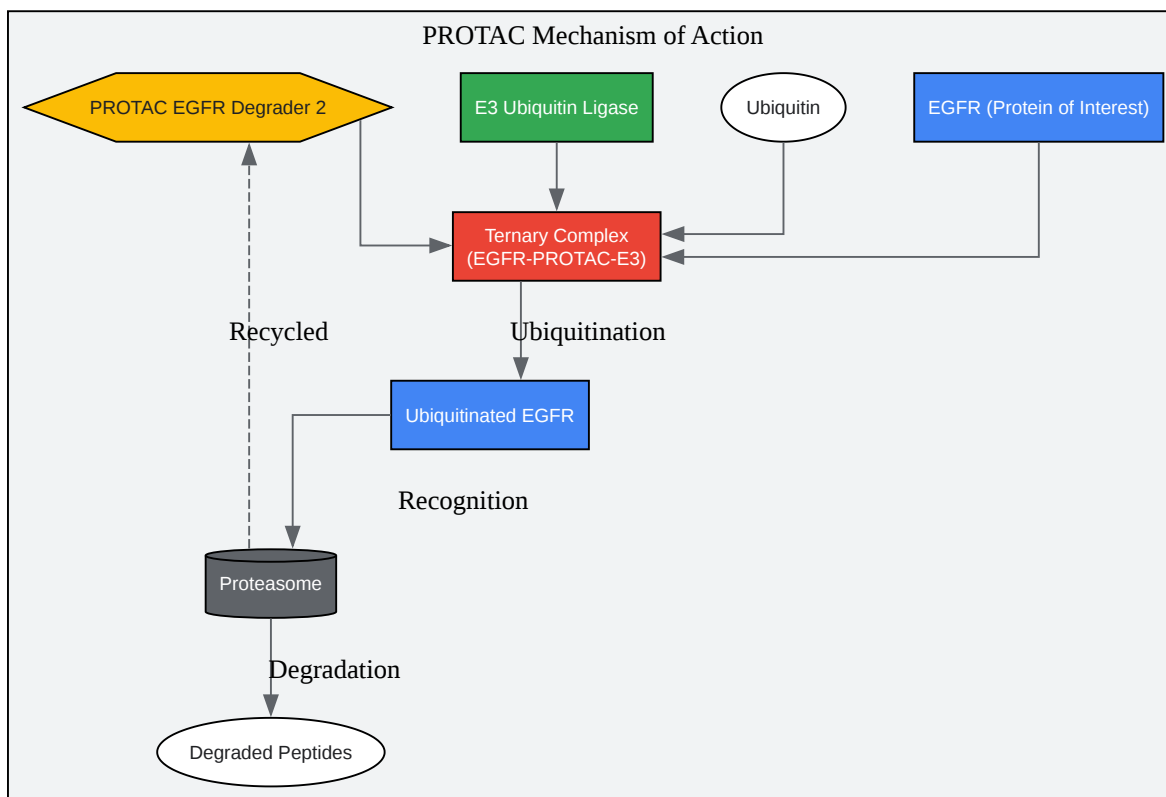 PROTAC Mechanism of Action
PROTAC EGFR Degrader 2
E3 Ubiquitin Ligase
Ubiquitin
EGFR (Protein of Interest)
Ternary Complex
(EGFR-PROTAC-E3)
Recycled
Ubiquitination
Ubiquitinated EGFR
Recognition
Proteasome
Degradation
Degraded Peptides